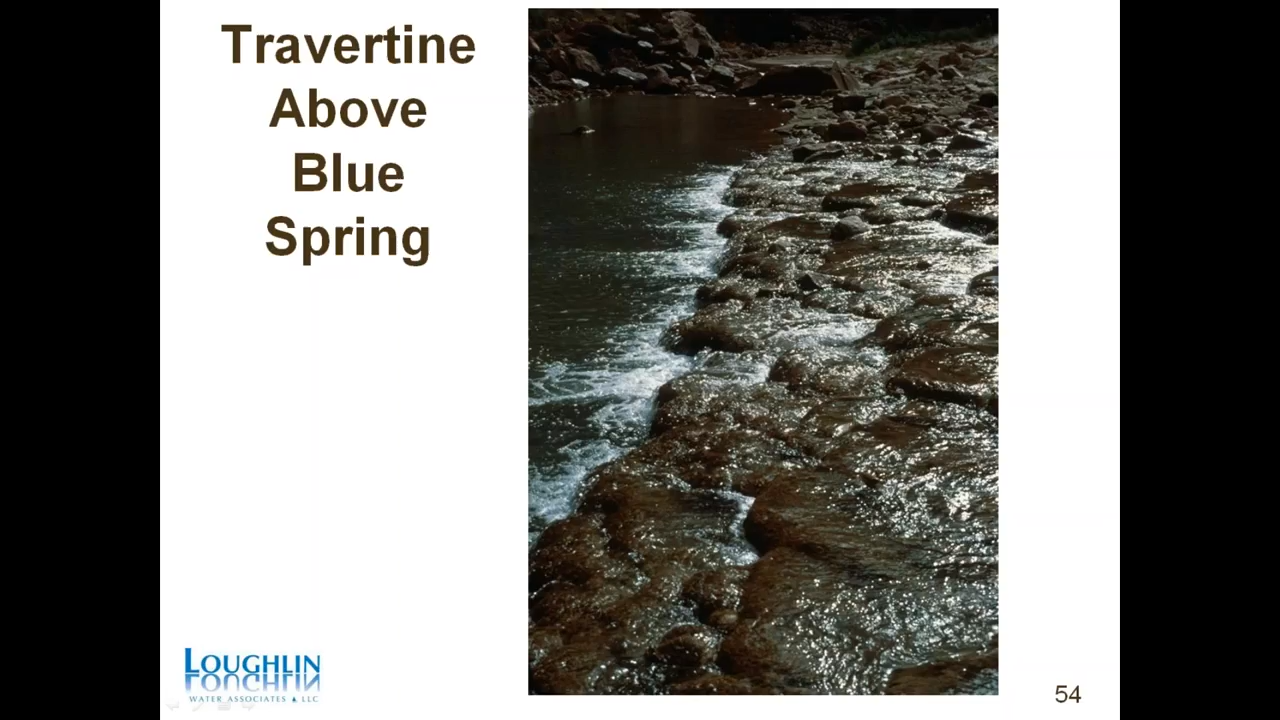 Travertine
Above
Blue
Spring
LOUGHLIN
WATER ASSOCIATES LLC
54